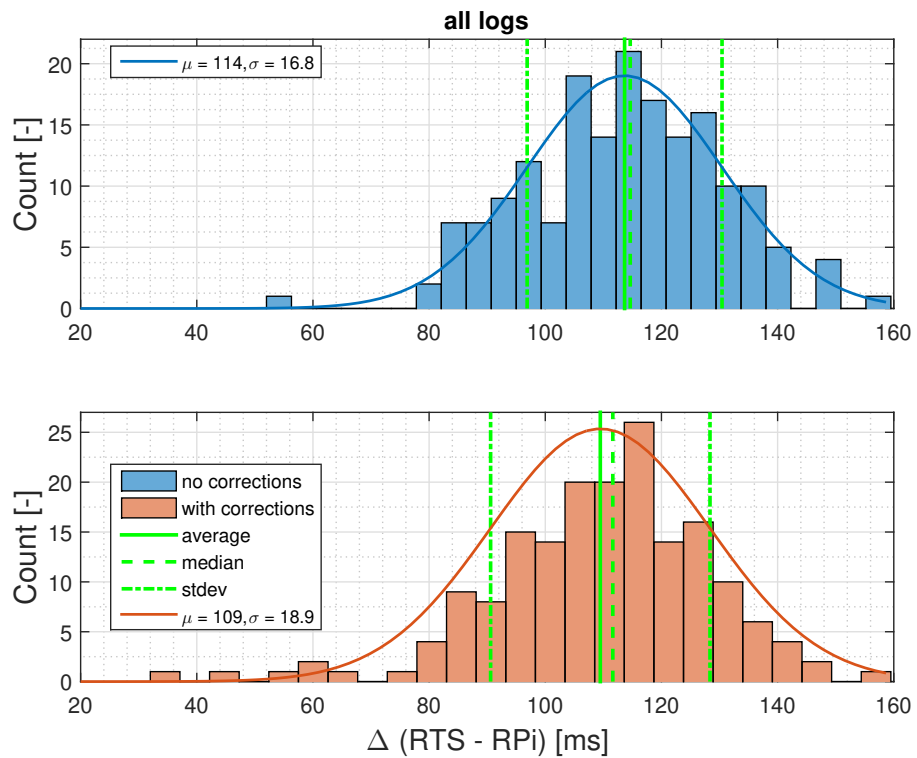 all logs
Count [-]
20
15
10
5
0
μ = 114, σ = 16.8
20 40 60 80 100 120 140 160
Count [-]
25
20
15
10
5
0
no corrections
with corrections
average
median
stdev
μ = 109, σ = 18.9
20 40 60 80 100 120 140 160
Δ (RTS - RPi) [ms]